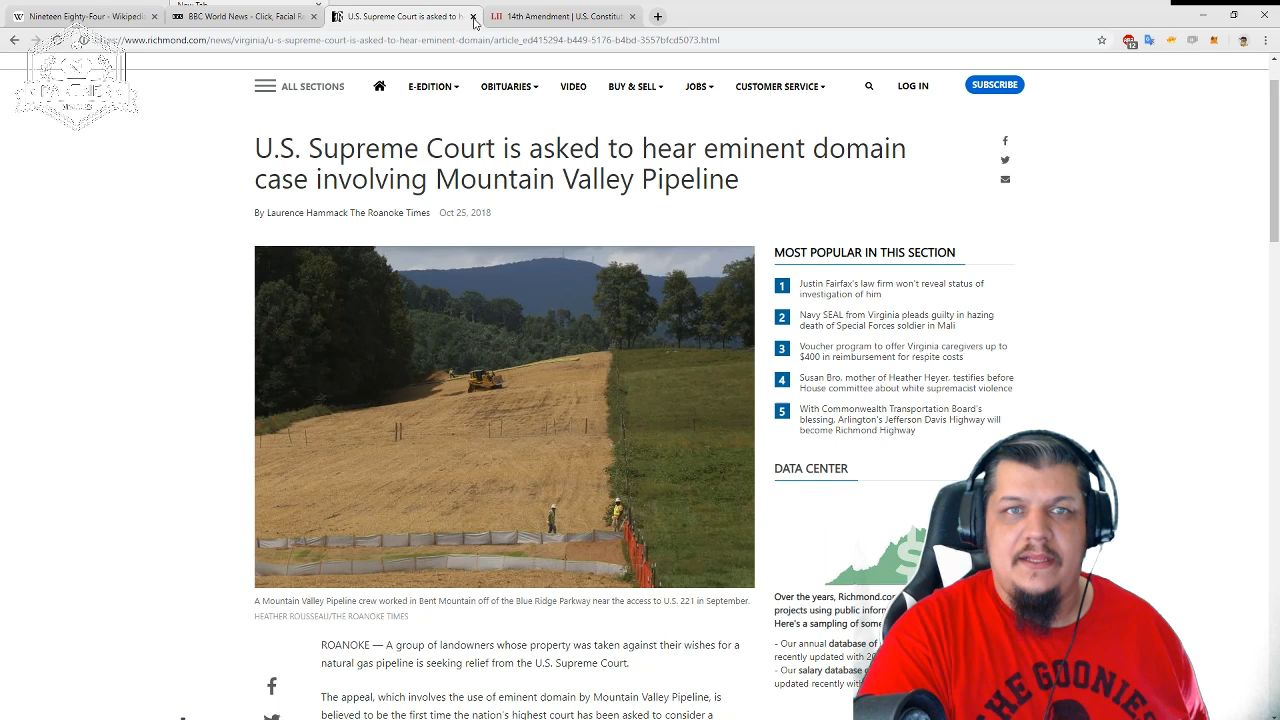 Nineteen Eighty-Four - Wikipedi
BBC World News - Click, Facial Re
U.S. Supreme Court is asked to h
14th Amendment | U.S. Constitut
https://www.richmond.com/news/virginia/u-s-supreme-court-is-asked-to-hear-eminent-domain/article_ed415294-b449-5176-b4bd-3557bfcd5073.html
ALL SECTIONS
E-EDITION
OBITUARIES
VIDEO
BUY & SELL
JOBS
CUSTOMER SERVICE
LOG IN
SUBSCRIBE
U.S. Supreme Court is asked to hear eminent domain
case involving Mountain Valley Pipeline
By Laurence Hammack The Roanoke Times Oct 25, 2018
MOST POPULAR IN THIS SECTION
1 Justin Fairfax's law firm won't reveal status of
investigation of him
2 Navy SEAL from Virginia pleads guilty in hazing
death of Special Forces soldier in Mali
3 Voucher program to offer Virginia caregivers up to
$400 in reimbursement for respite costs
4 Susan Bro, mother of Heather Heyer, testifies before
House committee about white supremacist violence
5 With Commonwealth Transportation Board's
blessing, Arlington's Jefferson Davis Highway will
become Richmond Highway
DATA CENTER
Over the years, Richmond.co
projects using public infor
Here's a sampling of some
- Our annual database of
recently updated with 20
- Our salary database o
updated recently with
A Mountain Valley Pipeline crew worked in Bent Mountain off of the Blue Ridge Parkway near the access to U.S. 221 in September.
HEATHER ROUSSEAU/THE ROANOKE TIMES
ROANOKE — A group of landowners whose property was taken against their wishes for a
natural gas pipeline is seeking relief from the U.S. Supreme Court.
The appeal, which involves the use of eminent domain by Mountain Valley Pipeline, is
believed to be the first time the nation's highest court has been asked to consider a
THE GOONIES